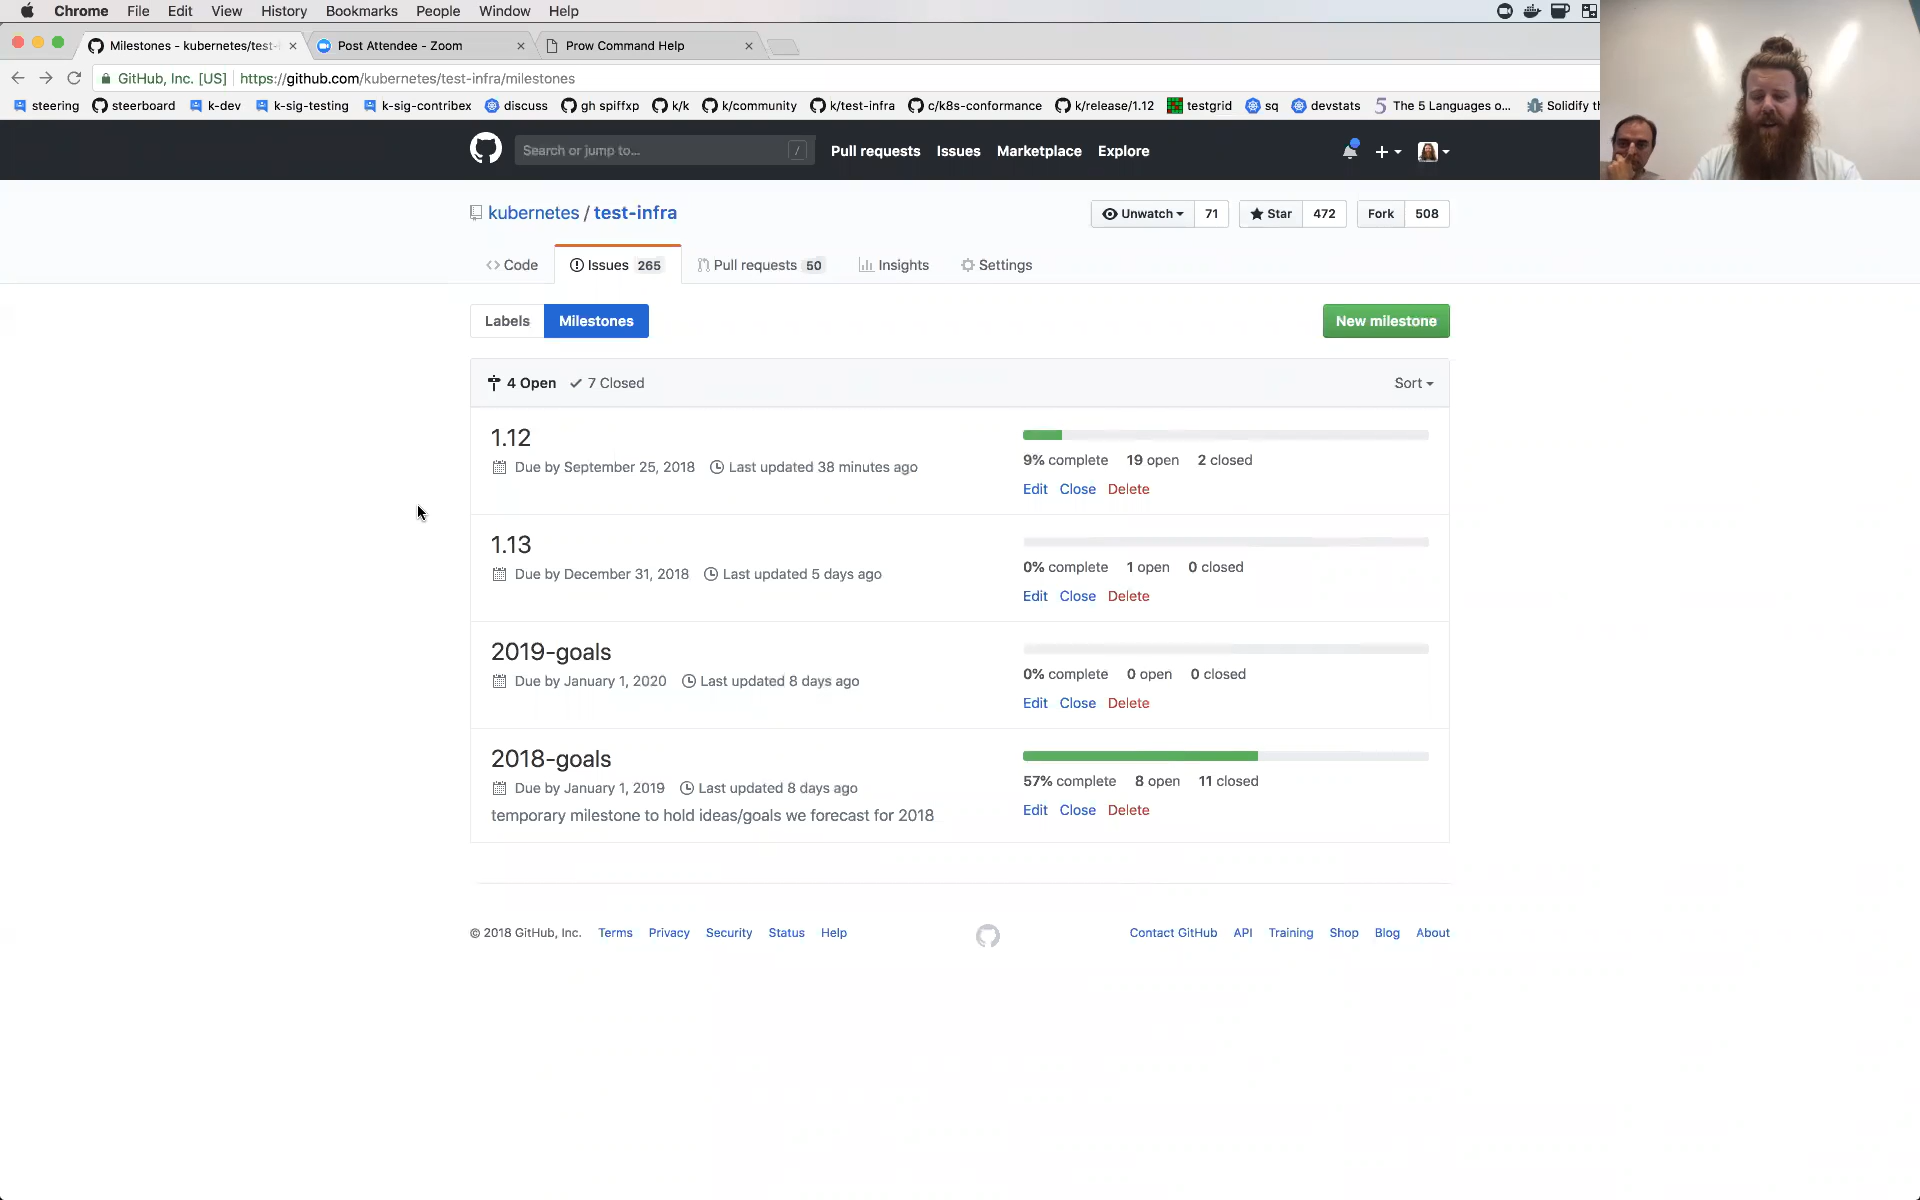 Chrome File Edit View History Bookmarks People Window Help
Milestones - kubernetes/test- Post Attendee - Zoom Prow Command Help
GitHub, Inc. [US] https://github.com/kubernetes/test-infra/milestones
steering steerboard k-dev k-sig-testing k-sig-contribex discuss gh spiffxp k/k k/community k/test-infra c/k8s-conformance k/release/1.12 testgrid sq devstats The 5 Languages o... Solidify th
Search or jump to... / Pull requests Issues Marketplace Explore
kubernetes / test-infra Unwatch 71 Star 472 Fork 508
Code Issues 265 Pull requests 50 Insights Settings
Labels Milestones New milestone
4 Open 7 Closed Sort
1.12
Due by September 25, 2018 Last updated 38 minutes ago
9% complete 19 open 2 closed
Edit Close Delete
1.13
Due by December 31, 2018 Last updated 5 days ago
0% complete 1 open 0 closed
Edit Close Delete
2019-goals
Due by January 1, 2020 Last updated 8 days ago
0% complete 0 open 0 closed
Edit Close Delete
2018-goals
Due by January 1, 2019 Last updated 8 days ago
temporary milestone to hold ideas/goals we forecast for 2018
57% complete 8 open 11 closed
Edit Close Delete
© 2018 GitHub, Inc. Terms Privacy Security Status Help Contact GitHub API Training Shop Blog About